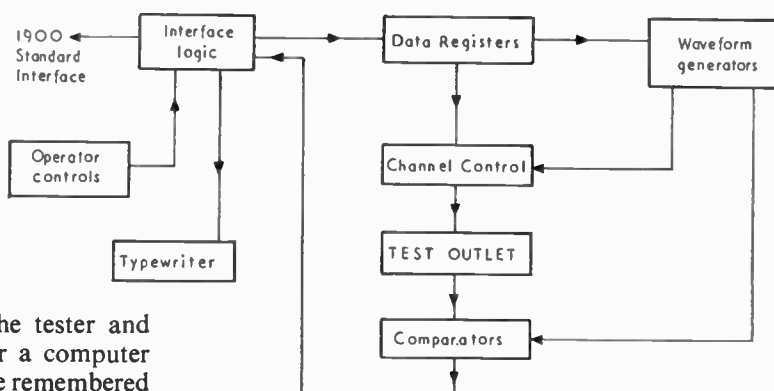 1900
Standard
Interface
Interface
logic
Data Registers
Waveform
generators
Operator
controls
Channel Control
Typewriter
TEST OUTLET
Comparators
he tester and
r a computer
e remembered